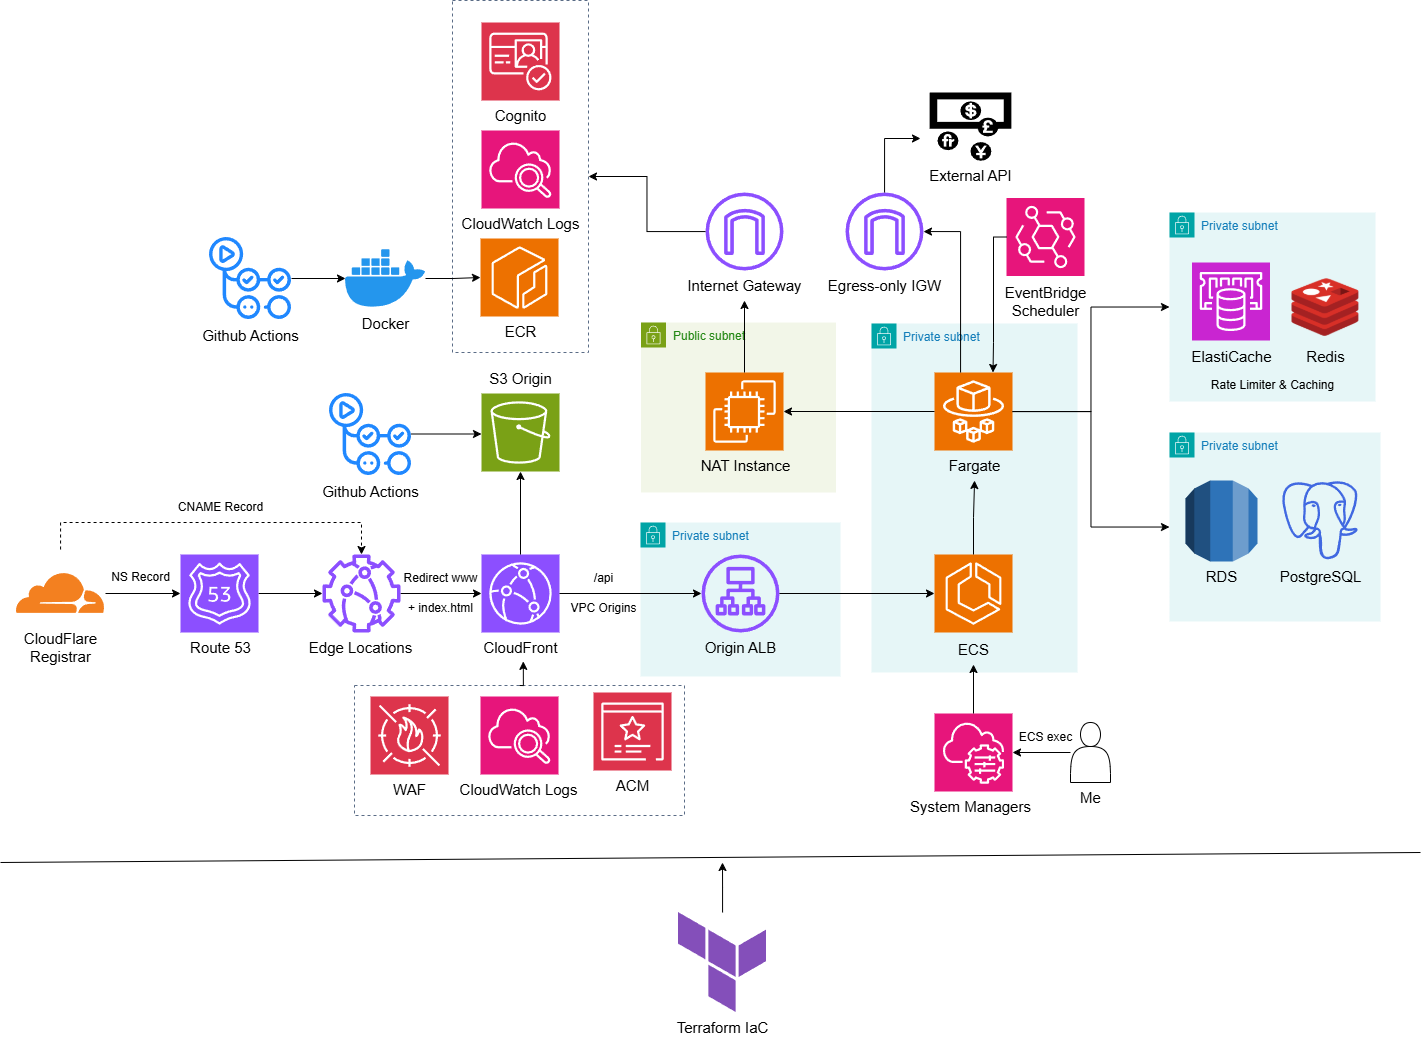 Cognito
CloudWatch Logs
ECR
Github Actions
Docker
$
£
fr
¥
External API
Internet Gateway
Egress-only IGW
EventBridge
Scheduler
Private subnet
ElastiCache
Redis
Rate Limiter & Caching
Public subnet
NAT Instance
Private subnet
Fargate
S3 Origin
Github Actions
Private subnet
RDS
PostgreSQL
CNAME Record
CloudFlare
Registrar
NS Record
53
Route 53
Edge Locations
Redirect www
+ index.html
CloudFront
/api
VPC Origins
Private subnet
Origin ALB
ECS
WAF
CloudWatch Logs
ACM
System Managers
ECS exec
Me
Terraform IaC